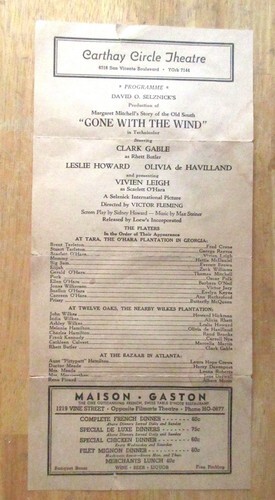 Carthay Circle Theatre
Vicente Boulevard
PROGRAMME
DAVID O. SELZNICK'S
Production of
Margaret Mitchell's Story of the Old South
"GONE WITH THE WIND"
in Technicolor
Starring
CLARK GABLE
as Rhett Butler
LESLIE HOWARD OLIVIA de HAVILLAND
and presenting
VIVIEN LEIGH
as Scarlett O'Hara
A Selznick International Picture
Directed by VICTOR FLEMING
Screen Play by Sidney Howard — Music by Max Steiner
Released by Loew's Incorporated
THE PLAYERS
In the Order of Their Appearance
AT TARA, THE O'HARA PLANTATION IN GEORGIA:
Brent Tarleton
Stuart Tarleton George Reeves
Scarlett O'Hara Vivien Leigh
Mammy Hattie McDaniel
Big Sam Everett Brown
Elijah Zack Williams
Gerald O'Hara Thomas Mitchell
Pork Oscar Polk
Ellen O'Hara Barbara O'Neil
Jonas Wilkerson Victor Jory
Suellen O'Hara Evelyn Keyes
Carreen O'Hara Ann Rutherford
Prissy Butterfly McQueen
AT TWELVE OAKS, THE NEARBY WILKES PLANTATION:
John Wilkes Howard Hickman
India Wilkes Alicia Rhett
Ashley Wilkes Leslie Howard
Melanie Hamilton Olivia de Havilland
Charles Hamilton Rand Brooks
Frank Kennedy Carroll Nye
Cathleen Calvert Marcella Martin
Rhett Butler Clark Gable
AT THE BAZAAR IN ATLANTA:
Aunt "Pittypat" Hamilton Laura Hope Crews
Doctor Meade Harry Davenport
Mrs. Meade Leona Roberts
Mrs. Merriwether Jane Darwell
MAISON - GASTON
1219 VINE STREET - Opposite Filmarte Theatre - Phone HO-9077
COMPLETE FRENCH DINNER
SPECIAL DE LUXE DINNERS
SPECIAL CHICKEN DINNER
FILET MIGNON DINNER
MERCHANTS LUNCH
WINE - BEER - LIQUOR
Free Parking